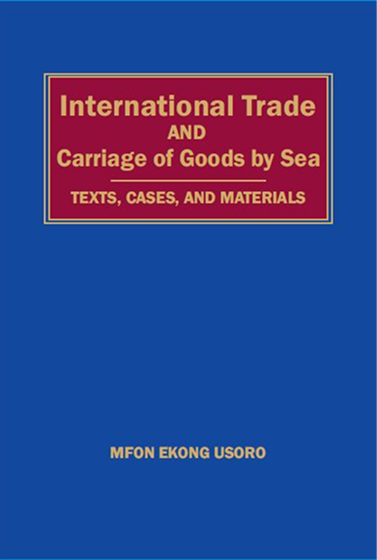 International Trade
AND
Carriage of Goods by Sea
TEXTS, CASES, AND MATERIALS
MFON EKONG USORO